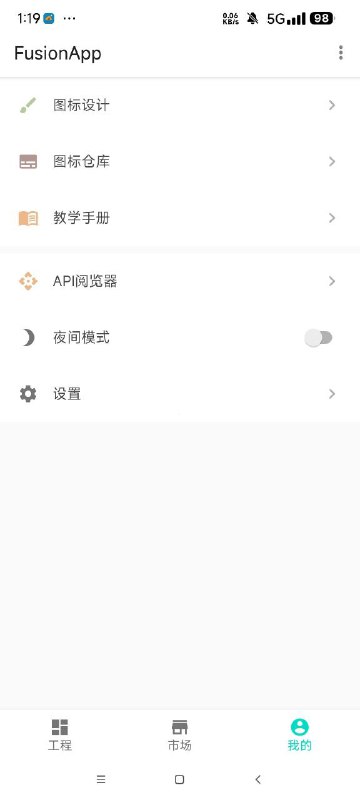 1:19 ··· 0.06 KB/s 5G 98
FusionApp
图标设计
图标仓库
教学手册
API阅览器
夜间模式
设置
工程 市场 我的